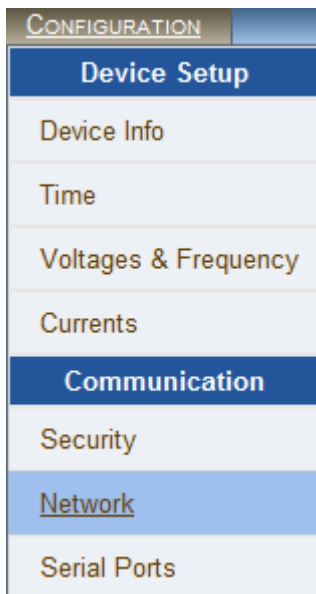 CONFIGURATION
Device Setup
Device Info
Time
Voltages & Frequency
Currents
Communication
Security
Network
Serial Ports